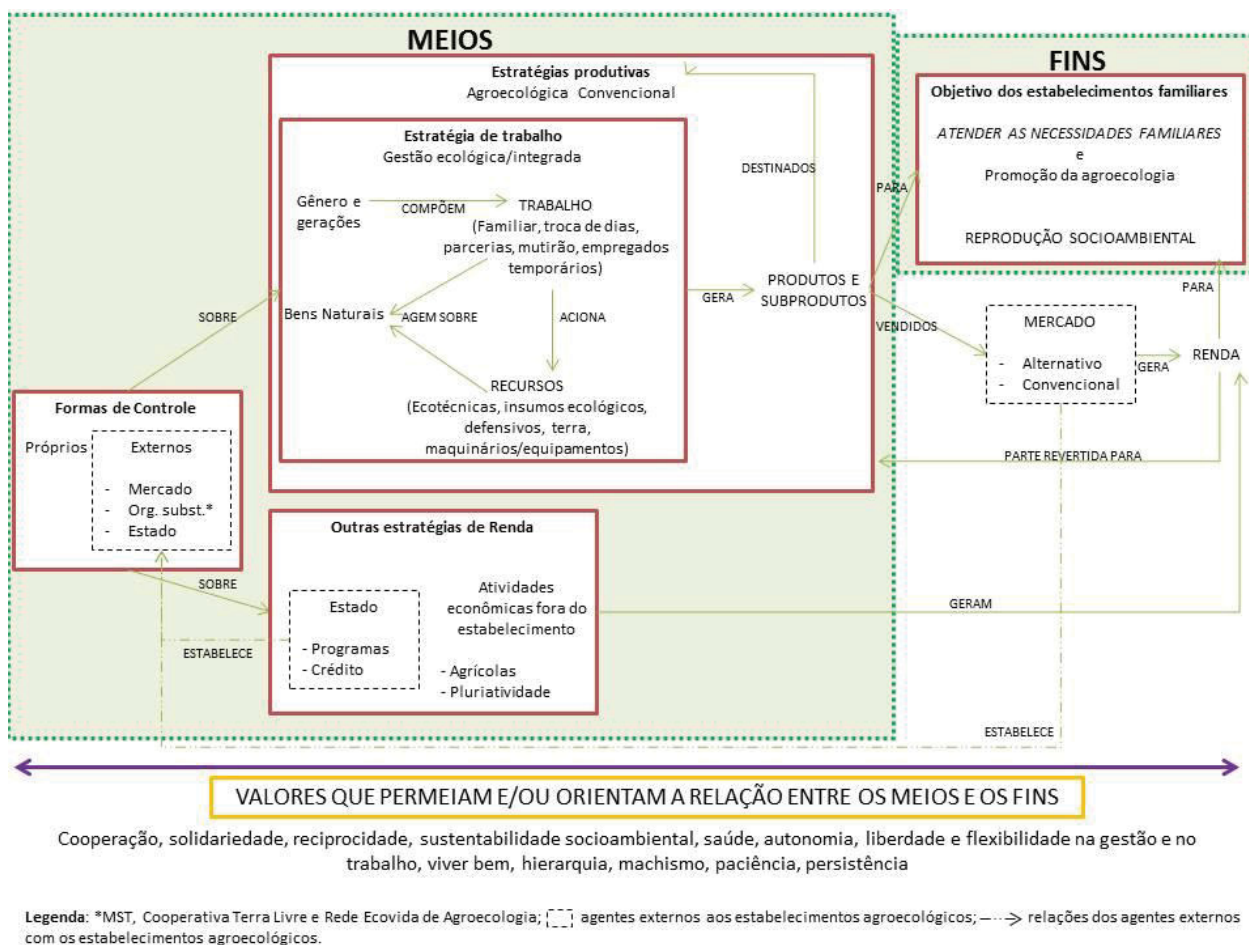 MEIOS
Estratégias produtivas
Agroecológica Convencional
Estratégia de trabalho
Gestão ecológica/integrada
Gênero e
gerações
COMPÕEM
TRABALHO
(Familiar, troca de dias,
parcerias, mutirão, empregados
temporários)
Bens Naturais
AGEM SOBRE
ACIONA
RECURSOS
(Ecotécnicas, insumos ecológicos,
defensivos, terra,
maquinários/equipamentos)
GERA
PRODUTOS E
SUBPRODUTOS
DESTINADOS
PARA
VENDIDOS
FINS
Objetivo dos estabelecimentos familiares
ATENDER AS NECESSIDADES FAMILIARES
e
Promoção da agroecologia
REPRODUÇÃO SOCIOAMBIENTAL
PARA
MERCADO
- Alternativo
- Convencional
GERA
RENDA
PARTE REVERTIDA PARA
SOBRE
Formas de Controle
Próprios
Externos
- Mercado
- Org. subst.*
- Estado
SOBRE
Outras estratégias de Renda
Estado
- Programas
- Crédito
Atividades
econômicas fora do
estabelecimento
- Agrícolas
- Pluriatividade
GERAM
ESTABELECE
ESTABELECE
VALORES QUE PERMEIAM E/OU ORIENTAM A RELAÇÃO ENTRE OS MEIOS E OS FINS
Cooperação, solidariedade, reciprocidade, sustentabilidade socioambiental, saúde, autonomia, liberdade e flexibilidade na gestão e no
trabalho, viver bem, hierarquia, machismo, paciência, persistência
Legenda: *MST, Cooperativa Terra Livre e Rede Ecovida de Agroecologia; agentes externos aos estabelecimentos agroecológicos; relações dos agentes externos
com os estabelecimentos agroecológicos.